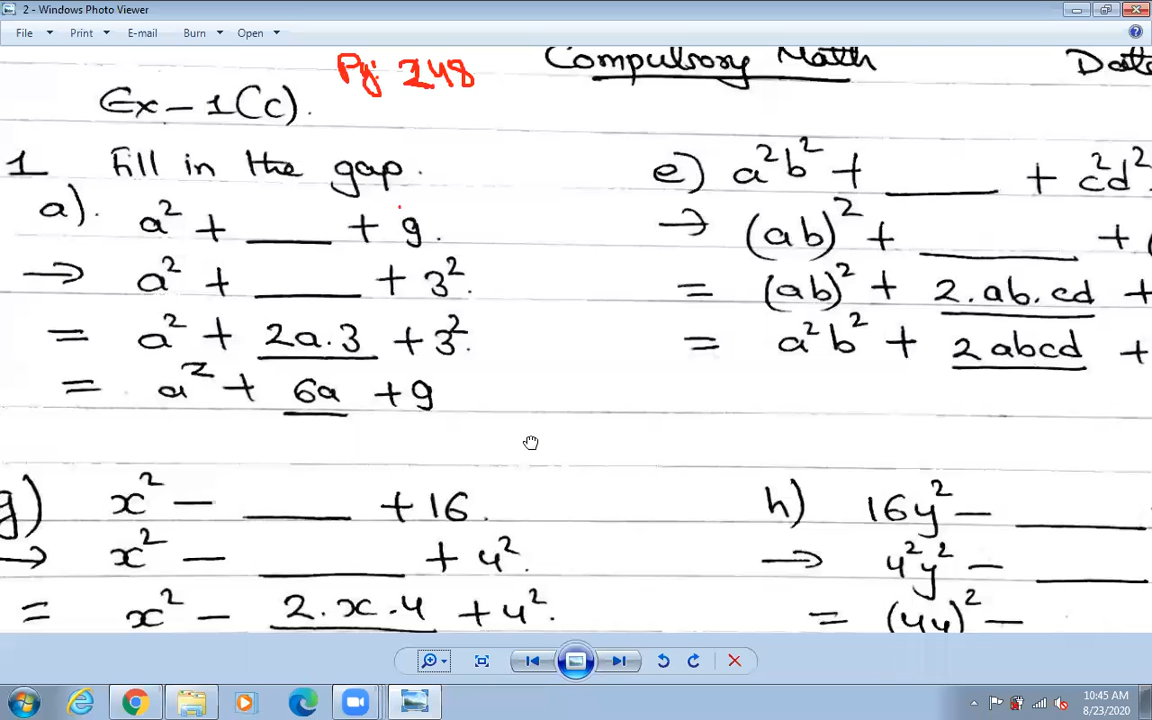 2 - Windows Photo Viewer
File Print E-mail Burn Open
Pg: 248
Compulsory Math
Ex-1(C).
1 Fill in the gap.
a). a² + ____ + 9.
→ a² + ____ + 3².
= a² + 2a.3 + 3².
= a² + 6a + 9
e) a²b² + ____ + c²d²
→ (ab)² + ____ +
= (ab)² + 2.ab.cd +
= a²b² + 2abcd +
g) x² - ____ + 16.
→ x² - ____ + 4².
= x² - 2.x.4 + 4².
h) 16y² - ____
→ 4²y² - ____
= (4y)² -
10:45 AM
8/23/2020